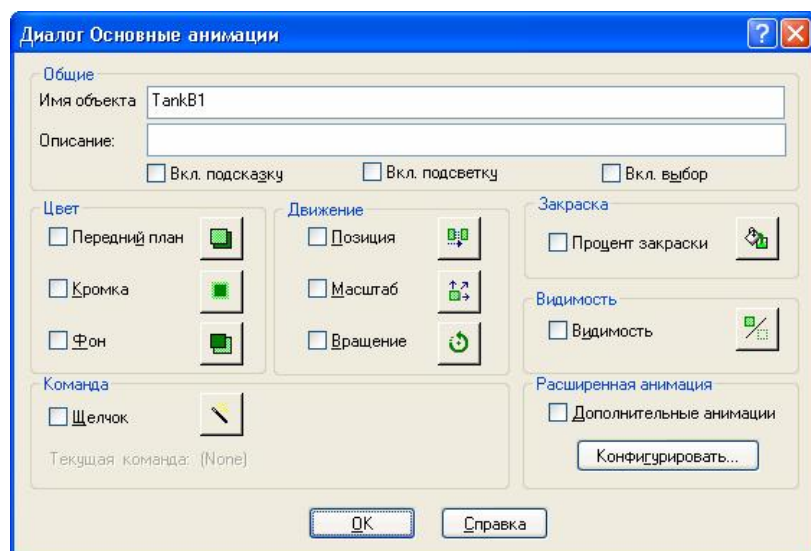 Диалог Основные анимации
Общие
Имя объекта TankB1
Описание:
Вкл. подсказку Вкл. подсветку Вкл. выбор
Цвет
Передний план
Кромка
Фон
Движение
Позиция
Масштаб
Вращение
Закраска
Процент закраски
Видимость
Видимость
Команда
Щелчок
Текущая команда: (None)
Расширенная анимация
Дополнительные анимации
Конфигурировать...
OK Справка